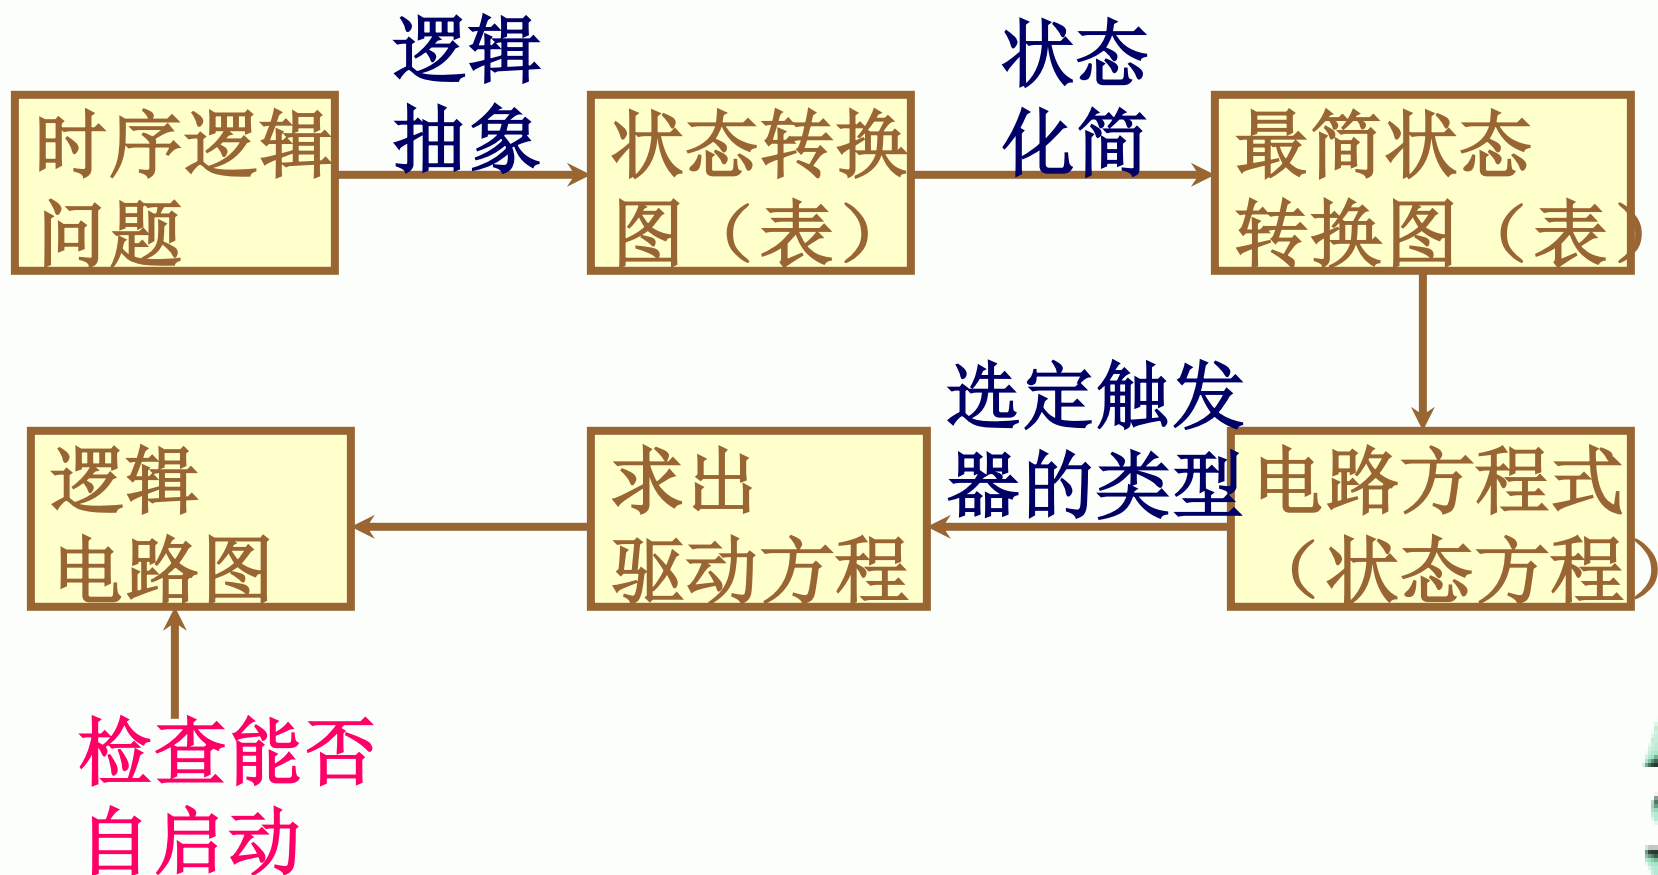 时序逻辑
问题
逻辑
抽象
状态转换
图（表）
状态
化简
最简状态
转换图（表）
电路方程式
（状态方程）
选定触发
器的类型
求出
驱动方程
逻辑
电路图
检查能否
自启动